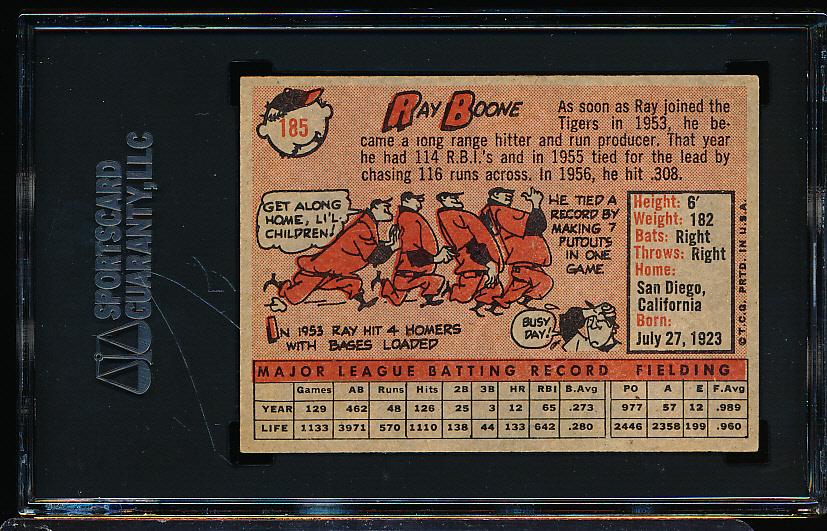 SPORTSCARD
GUARANTY, LLC
185
RAY BOONE
As soon as Ray joined the
Tigers in 1953, he be-
came a long range hitter and run producer. That year
he had 114 R.B.I.'s and in 1955 tied for the lead by
chasing 116 runs across. In 1956, he hit .308.
GET ALONG
HOME, LI'L
CHILDREN!
HE TIED A
RECORD BY
MAKING 7
PUTOUTS
IN ONE
GAME
IN 1953 RAY HIT 4 HOMERS
WITH BASES LOADED
BUSY
DAY!
Height: 6'
Weight: 182
Bats: Right
Throws: Right
Home:
San Diego,
California
Born:
July 27, 1923
© T.C.G. PRTD. IN U.S.A.
MAJOR LEAGUE BATTING RECORD FIELDING
Games AB Runs Hits 2B 3B HR RBI B.Avg PO A E F.Avg
YEAR 129 462 48 126 25 3 12 65 .273 977 57 12 .989
LIFE 1133 3971 570 1110 138 44 133 642 .280 2446 2358 199 .960